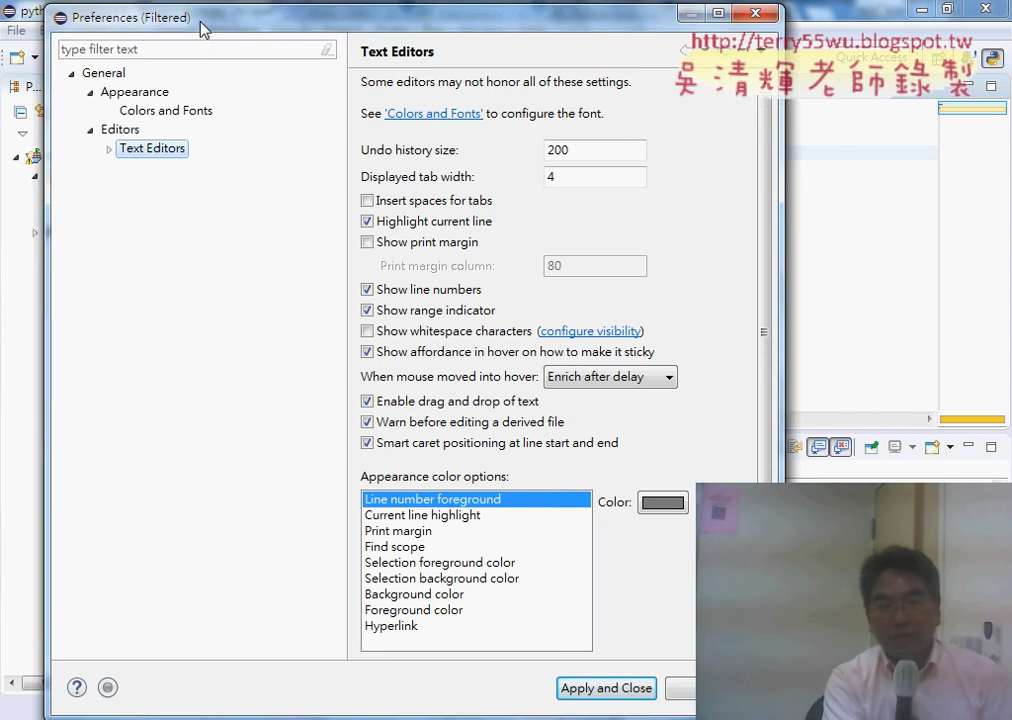 pyth
Preferences (Filtered)
File
E
http://terry55wu.blogspot.tw
吳清輝老師錄製
Quick Access
P...
type filter text
General
Appearance
Colors and Fonts
Editors
Text Editors
Text Editors
Some editors may not honor all of these settings.
See 'Colors and Fonts' to configure the font.
Undo history size:
200
Displayed tab width:
4
Insert spaces for tabs
Highlight current line
Show print margin
Print margin column:
80
Show line numbers
Show range indicator
Show whitespace characters (configure visibility)
Show affordance in hover on how to make it sticky
When mouse moved into hover:
Enrich after delay
Enable drag and drop of text
Warn before editing a derived file
Smart caret positioning at line start and end
Appearance color options:
Line number foreground
Current line highlight
Print margin
Find scope
Selection foreground color
Selection background color
Background color
Foreground color
Hyperlink
Color:
Apply and Close